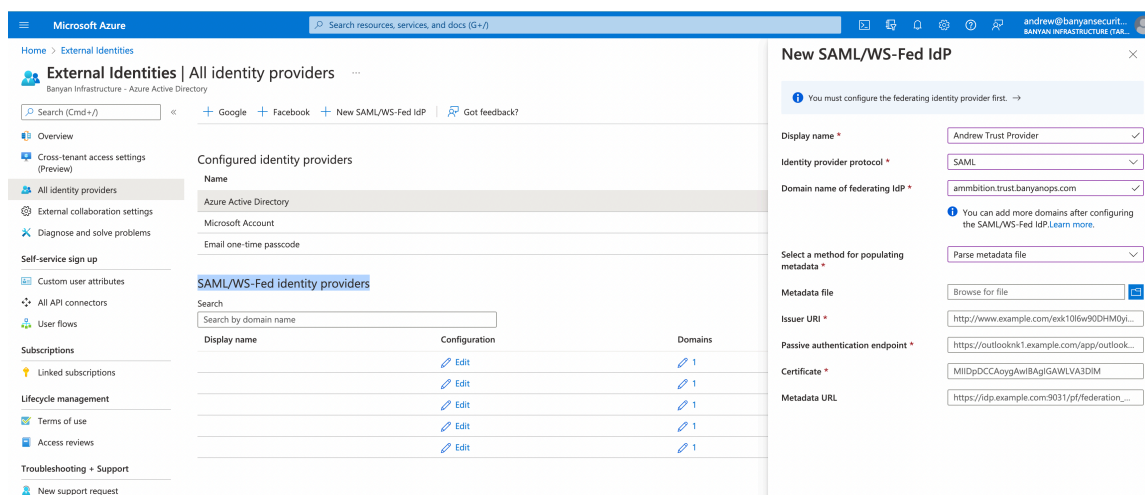 Microsoft Azure
Search resources, services, and docs (G+/)
andrew@banyansecurit...
BANYAN INFRASTRUCTURE (TAR...
Home > External Identities
External Identities | All identity providers ...
Banyan Infrastructure - Azure Active Directory
Search (Cmd+/)
«
+ Google + Facebook + New SAML/WS-Fed IdP Got feedback?
Overview
Cross-tenant access settings
(Preview)
All identity providers
External collaboration settings
Diagnose and solve problems
Self-service sign up
Custom user attributes
All API connectors
User flows
Subscriptions
Linked subscriptions
Lifecycle management
Terms of use
Access reviews
Troubleshooting + Support
New support request
Configured identity providers
Name
Azure Active Directory
Microsoft Account
Email one-time passcode
SAML/WS-Fed identity providers
Search
Search by domain name
Display name Configuration Domains
Edit 1
Edit 1
Edit 1
Edit 1
Edit 1
New SAML/WS-Fed IdP
You must configure the federating identity provider first. →
Display name * Andrew Trust Provider
Identity provider protocol * SAML
Domain name of federating IdP * ammbition.trust.banyanops.com
You can add more domains after configuring
the SAML/WS-Fed IdP.Learn more.
Select a method for populating
metadata *
Parse metadata file
Metadata file Browse for file
Issuer URI * http://www.example.com/exk10l6w90DHM0yi...
Passive authentication endpoint * https://outlooknk1.example.com/app/outlook...
Certificate * MIIDpDCCAoygAwIBAgIGAWLVA3DIM
Metadata URL https://idp.example.com:9031/pf/federation_...